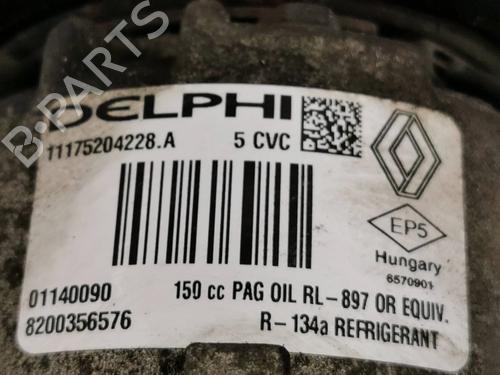 DELPHI
11175204228.A 5 CVC
EP5
Hungary
6570901
01140090 150 cc PAG OIL RL-897 OR EQUIV.
8200356576 R-134a REFRIGERANT
B-PARTS